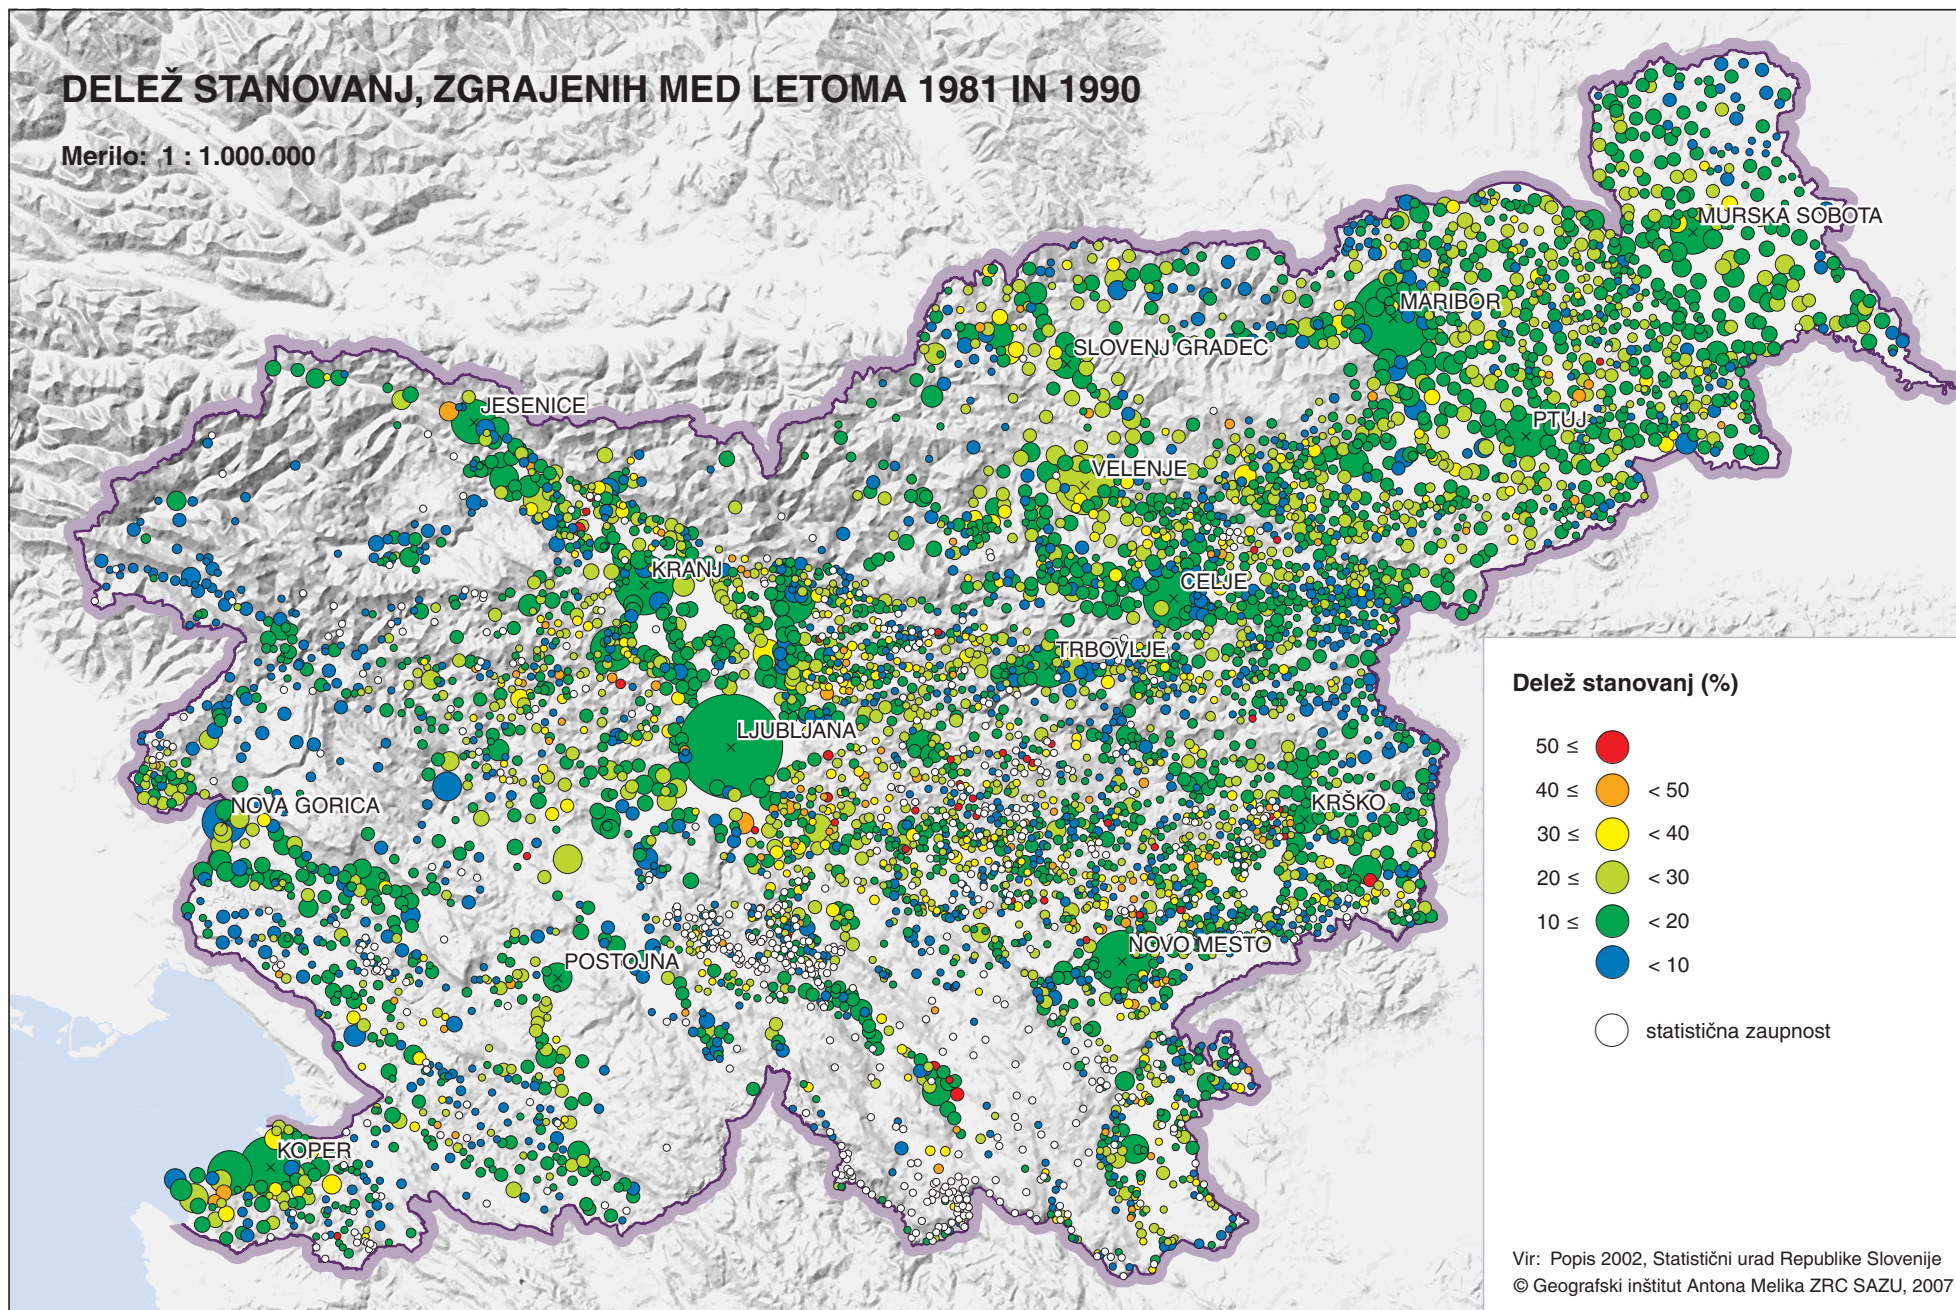 DELEŽ STANOVANJ, ZGRAJENIH MED LETOMA 1981 IN 1990
Merilo: 1 : 1.000.000
MURSKA SOBOTA
MARIBOR
SLOVENJ GRADEC
JESENICE
PTUJ
VELENJE
KRANJ
CELJE
TRBOVLJE
LJUBLJANA
NOVA GORICA
KRŠKO
NOVO MESTO
POSTOJNA
KOPER
Delež stanovanj (%)
50 ≤
40 ≤ < 50
30 ≤ < 40
20 ≤ < 30
10 ≤ < 20
< 10
statistična zaupnost
Vir: Popis 2002, Statistični urad Republike Slovenije
© Geografski inštitut Antona Melika ZRC SAZU, 2007